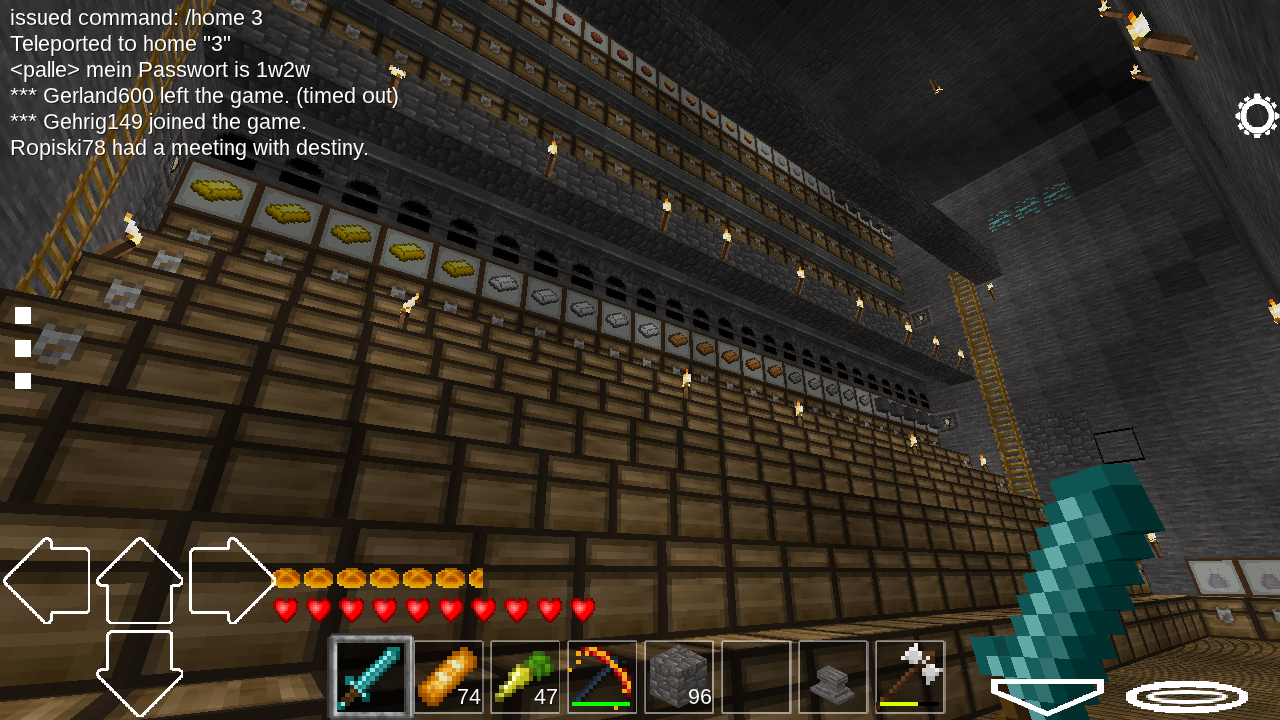 issued command: /home 3
Teleported to home "3"
<palle> mein Passwort is 1w2w
*** Gerland600 left the game. (timed out)
*** Gehrig149 joined the game.
Ropiski78 had a meeting with destiny.
74 47 96